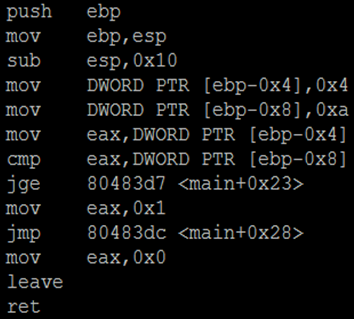 push ebp
mov ebp,esp
sub esp,0x10
mov DWORD PTR [ebp-0x4],0x4
mov DWORD PTR [ebp-0x8],0xa
mov eax,DWORD PTR [ebp-0x4]
cmp eax,DWORD PTR [ebp-0x8]
jge 80483d7 <main+0x23>
mov eax,0x1
jmp 80483dc <main+0x28>
mov eax,0x0
leave
ret